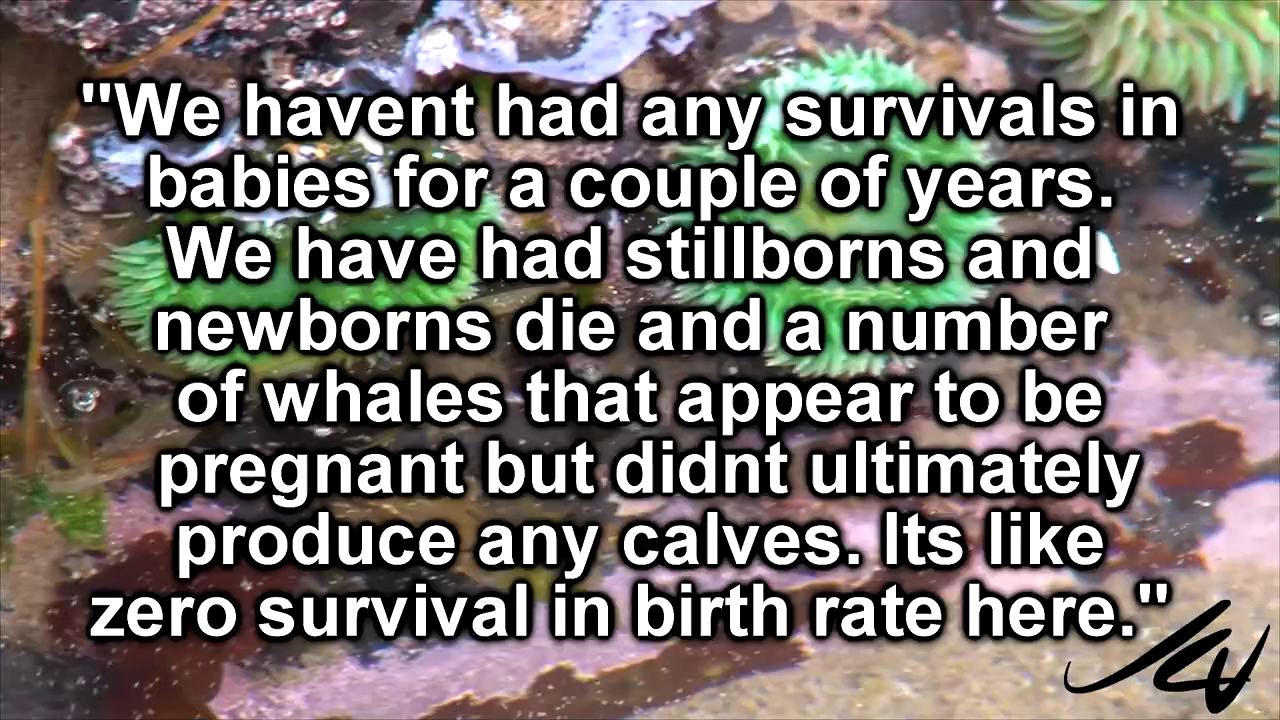 "We havent had any survivals in
babies for a couple of years.
We have had stillborns and
newborns die and a number
of whales that appear to be
pregnant but didnt ultimately
produce any calves. Its like
zero survival in birth rate here."